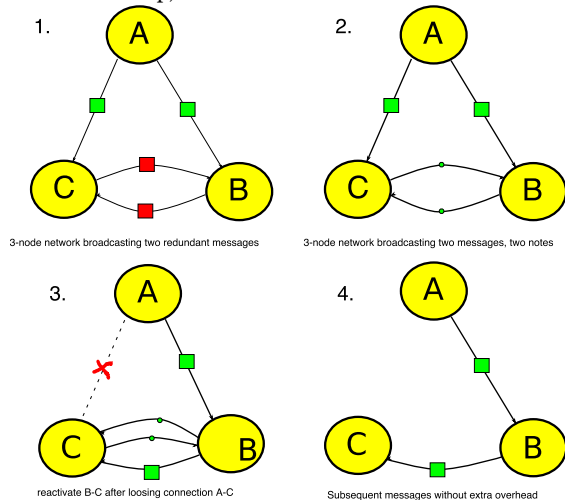 1.
A
C
B
3-node network broadcasting two redundant messages
2.
A
C
B
3-node network broadcasting two messages, two notes
3.
A
C
B
reactivate B-C after loosing connection A-C
4.
A
C
B
Subsequent messages without extra overhead